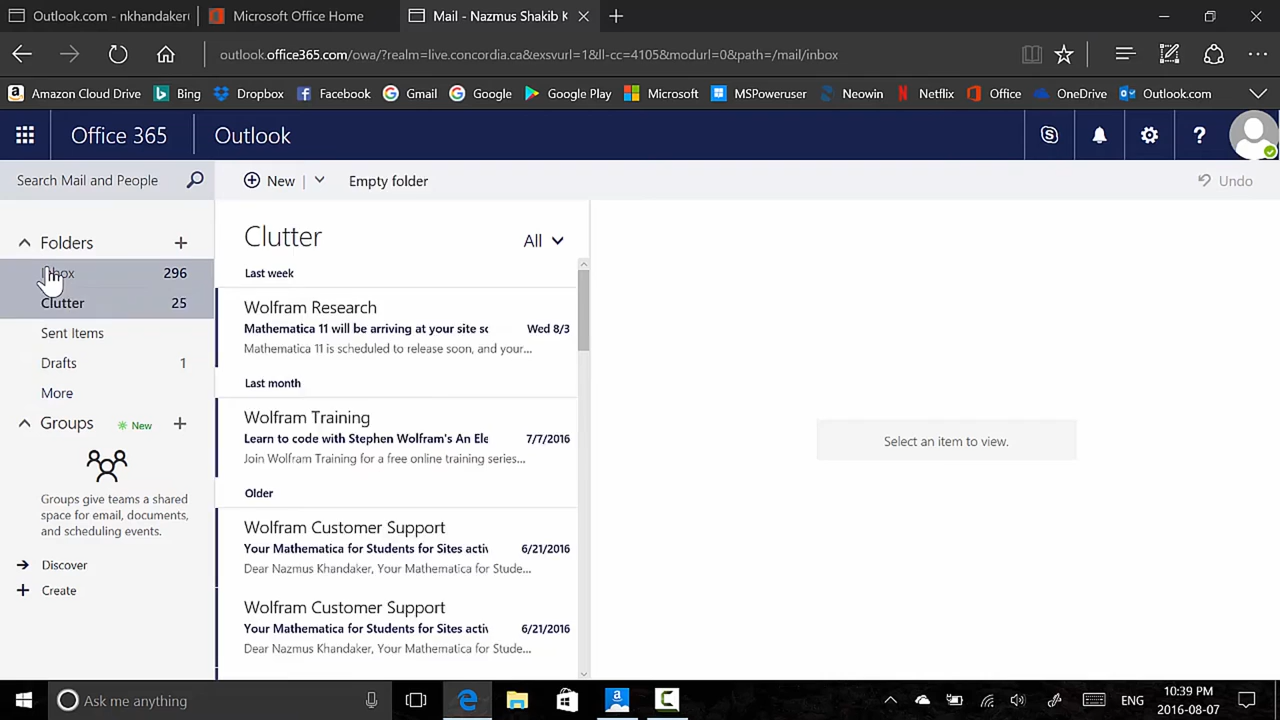 Outlook.com - nkhandaker(
Microsoft Office Home
Mail - Nazmus Shakib K
outlook.office365.com/owa/?realm=live.concordia.ca&exsvurl=1&ll-cc=4105&modurl=0&path=/mail/inbox
Amazon Cloud Drive
Bing
Dropbox
Facebook
Gmail
Google
Google Play
Microsoft
MSPoweruser
Neowin
Netflix
Office
OneDrive
Outlook.com
Office 365
Outlook
Search Mail and People
New
Empty folder
Undo
Folders
Inbox 296
Clutter 25
Sent Items
Drafts 1
More
Groups
New
Groups give teams a shared
space for email, documents,
and scheduling events.
Discover
Create
Clutter
All
Last week
Wolfram Research
Mathematica 11 will be arriving at your site sc Wed 8/3
Mathematica 11 is scheduled to release soon, and your...
Last month
Wolfram Training
Learn to code with Stephen Wolfram's An Ele 7/7/2016
Join Wolfram Training for a free online training series...
Older
Wolfram Customer Support
Your Mathematica for Students for Sites activ 6/21/2016
Dear Nazmus Khandaker, Your Mathematica for Stude...
Wolfram Customer Support
Your Mathematica for Students for Sites activ 6/21/2016
Dear Nazmus Khandaker, Your Mathematica for Stude...
Select an item to view.
Ask me anything
ENG
10:39 PM
2016-08-07